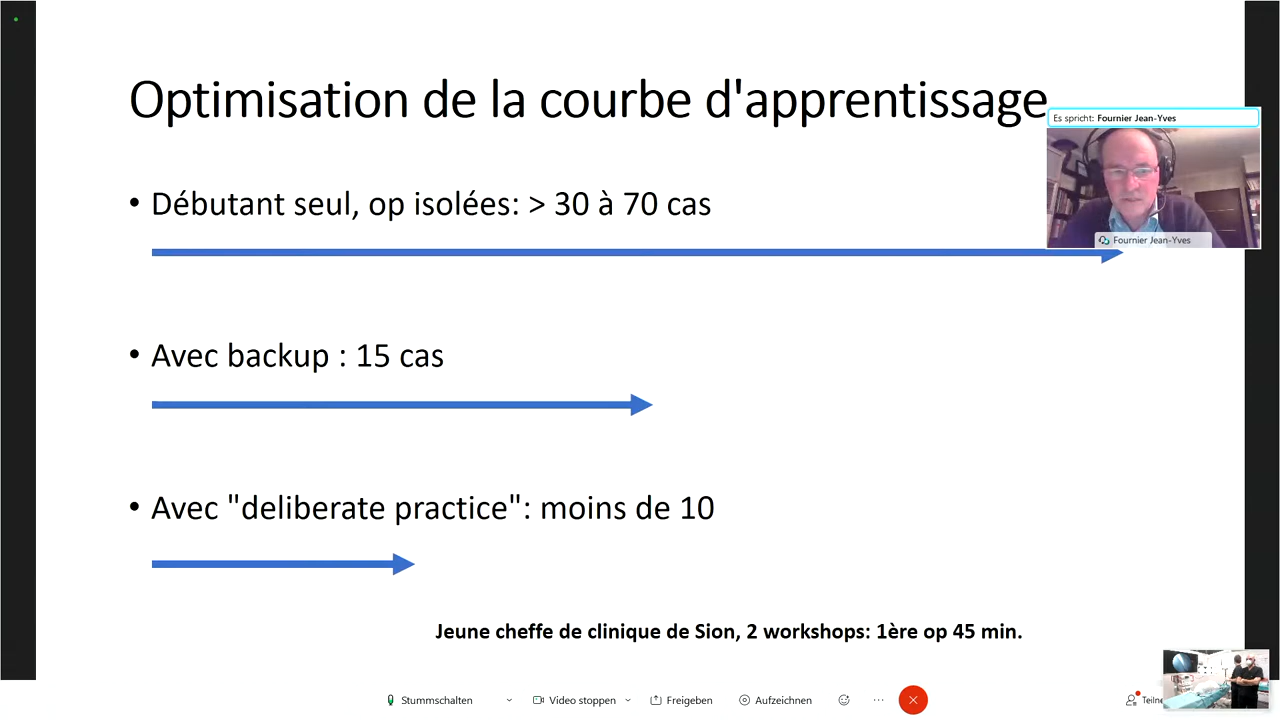 Optimisation de la courbe d'apprentissage
Es spricht: Fournier Jean-Yves
• Débutant seul, op isolées: > 30 à 70 cas
Fournier Jean-Yves
• Avec backup : 15 cas
• Avec "deliberate practice": moins de 10
Jeune cheffe de clinique de Sion, 2 workshops: 1ère op 45 min.
Stummschalten
Video stoppen
Freigeben
Aufzeichnen
Teilne